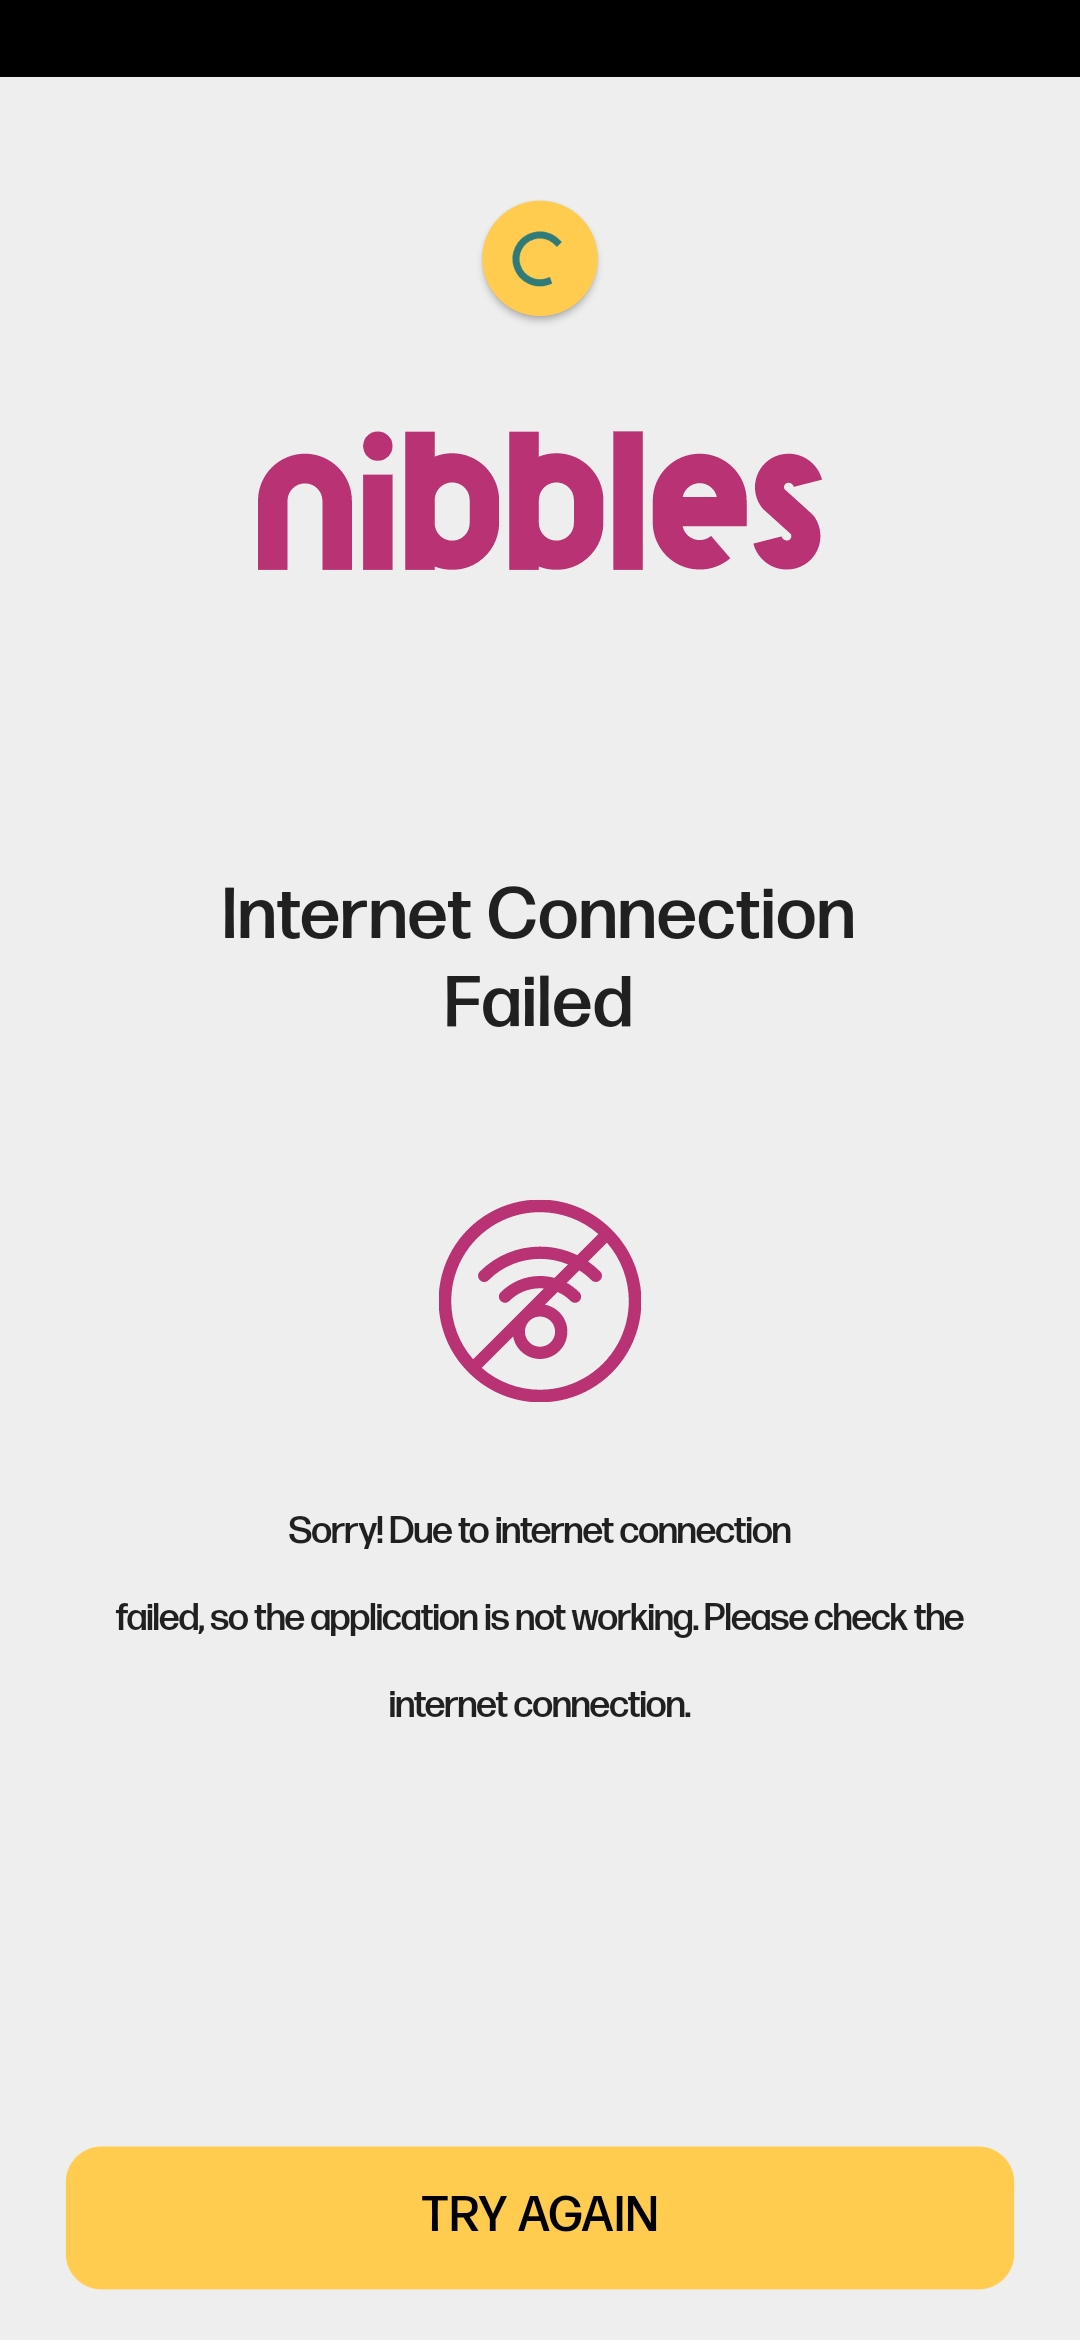 nibbles
Internet Connection
Failed
Sorry! Due to internet connection
failed, so the application is not working. Please check the
internet connection.
TRY AGAIN